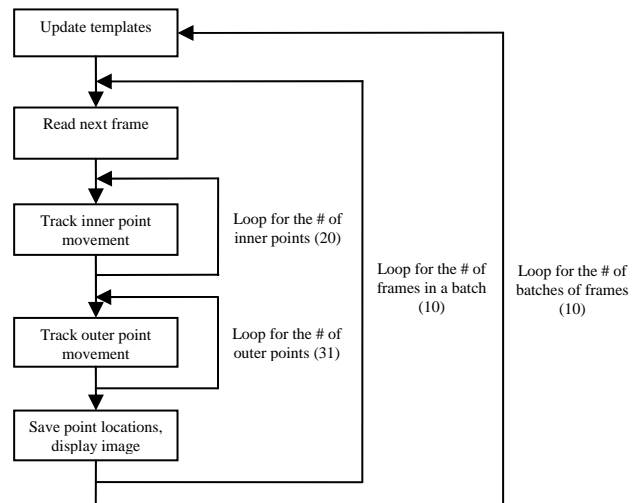 Update templates
Read next frame
Track inner point
movement
Loop for the # of
inner points (20)
Track outer point
movement
Loop for the # of
outer points (31)
Save point locations,
display image
Loop for the # of
frames in a batch
(10)
Loop for the # of
batches of frames
(10)